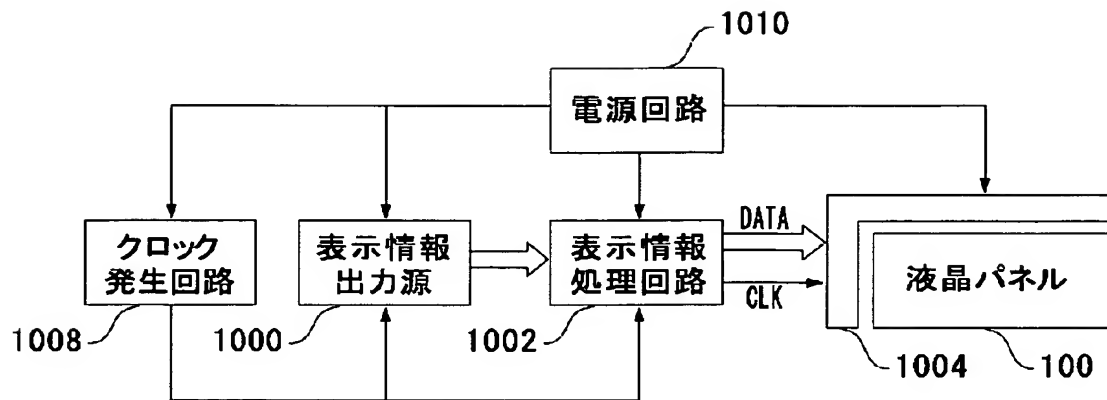 1010
電源回路
クロック
発生回路
表示情報
出力源
表示情報
処理回路
DATA
CLK
液晶パネル
1008
1000
1002
1004
100